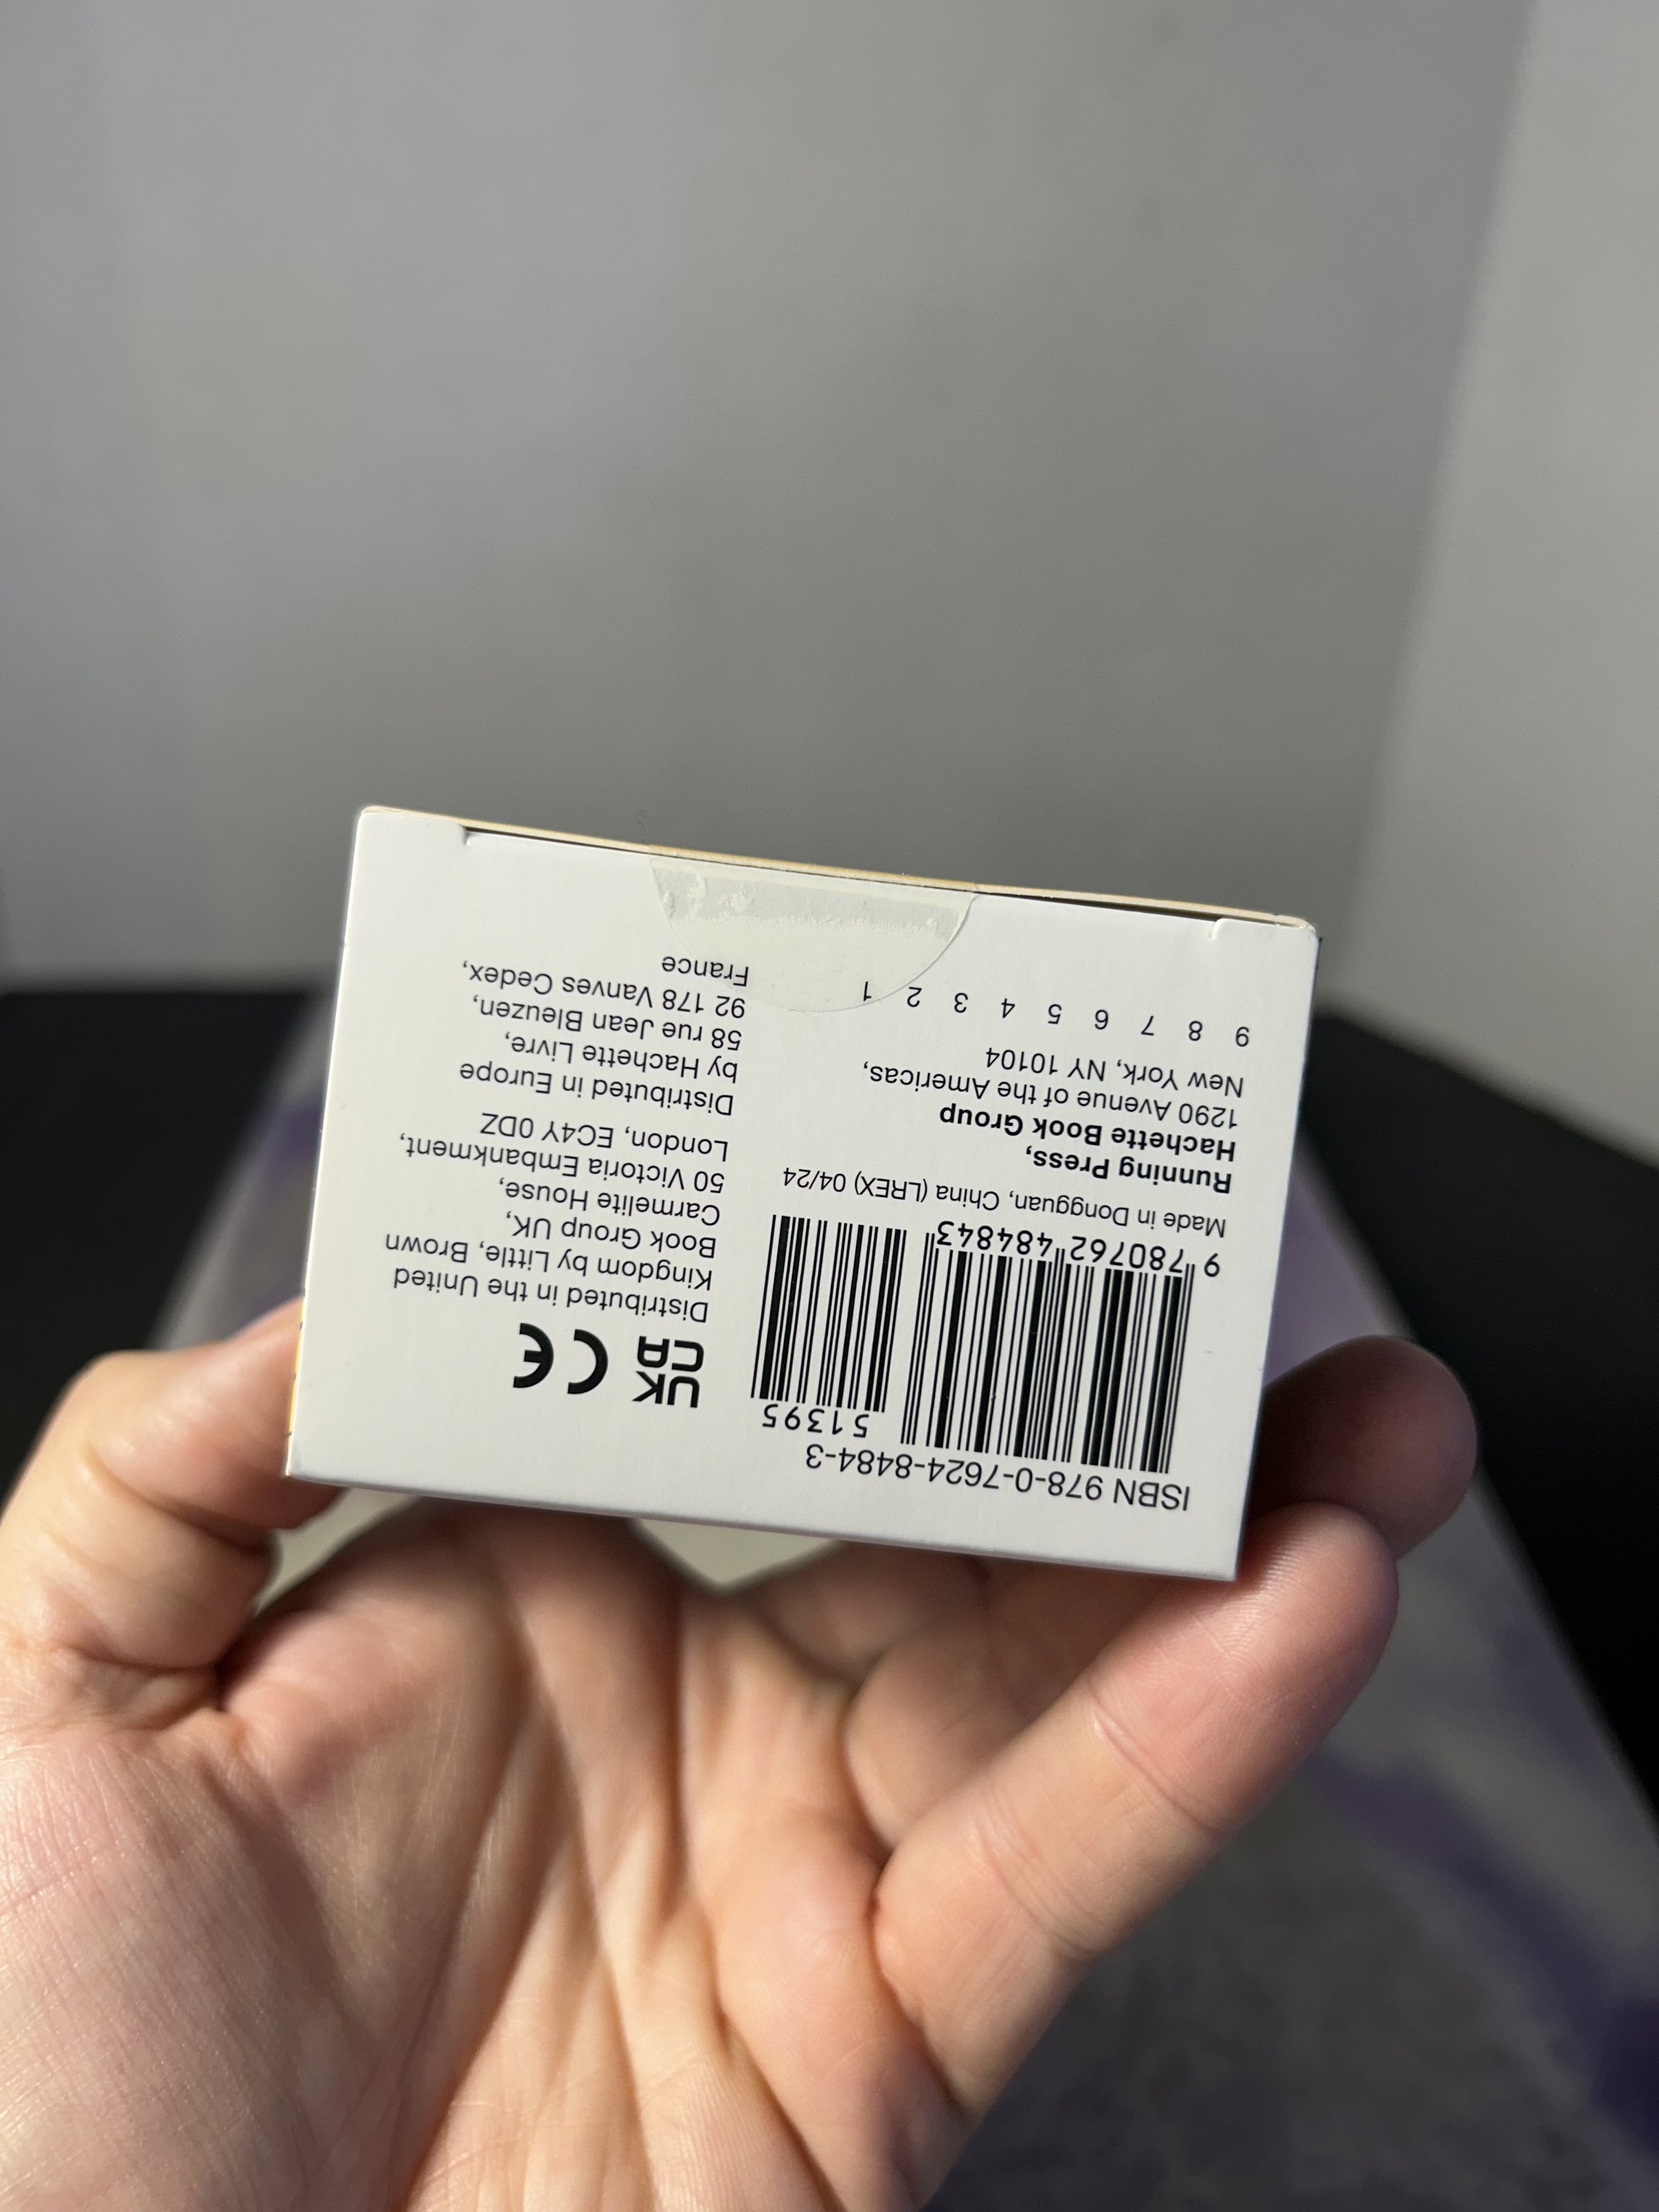 ISBN 978-0-7624-8484-3
51395
9 780762 484843
Made in Dongguan, China (LREX) 04/24
Running Press,
Hachette Book Group
1290 Avenue of the Americas,
New York, NY 10104
9 8 7 6 5 4 3 2 1
UK
CA
CE
Distributed in the United
Kingdom by Little, Brown
Book Group UK,
Carmelite House,
50 Victoria Embankment,
London, EC4Y 0DZ
Distributed in Europe
by Hachette Livre,
58 rue Jean Bleuzen,
92 178 Vanves Cedex,
France